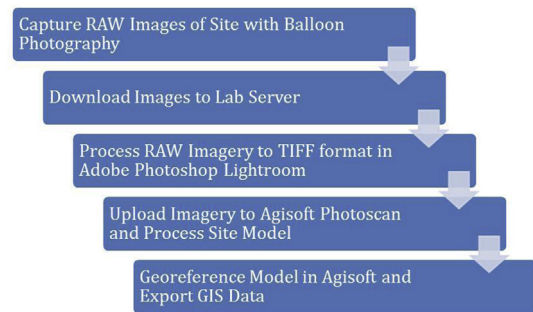 Capture RAW Images of Site with Balloon
Photography
Download Images to Lab Server
Process RAW Imagery to TIFF format in
Adobe Photoshop Lightroom
Upload Imagery to Agisoft Photoscan
and Process Site Model
Georeference Model in Agisoft and
Export GIS Data